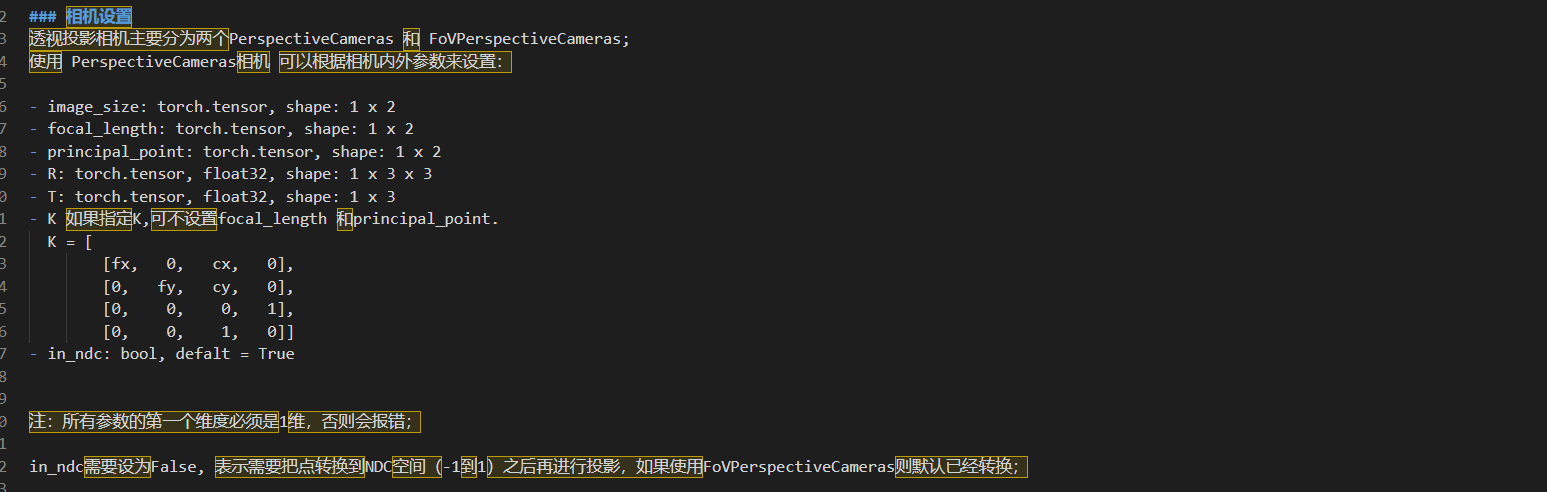 2 ### 相机设置
3 透视投影相机主要分为两个PerspectiveCameras 和 FoVPerspectiveCameras;
4 使用 PerspectiveCameras相机 可以根据相机内外参数来设置：
5
6 - image_size: torch.tensor, shape: 1 x 2
7 - focal_length: torch.tensor, shape: 1 x 2
8 - principal_point: torch.tensor, shape: 1 x 2
9 - R: torch.tensor, float32, shape: 1 x 3 x 3
0 - T: torch.tensor, float32, shape: 1 x 3
1 - K 如果指定K,可不设置focal_length 和principal_point.
2 K = [
3 [fx, 0, cx, 0],
4 [0, fy, cy, 0],
5 [0, 0, 0, 1],
6 [0, 0, 1, 0]]
7 - in_ndc: bool, defalt = True
8
9
0 注：所有参数的第一个维度必须是1维，否则会报错；
1
2 in_ndc需要设为False, 表示需要把点转换到NDC空间（-1到1）之后再进行投影，如果使用FoVPerspectiveCameras则默认已经转换；
3